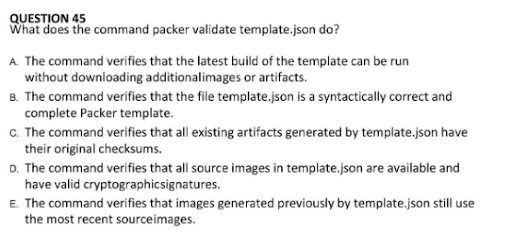 QUESTION 45
What does the command packer validate template.json do?
A. The command verifies that the latest build of the template can be run
without downloading additionalimages or artifacts.
B. The command verifies that the file template.json is a syntactically correct and
complete Packer template.
C. The command verifies that all existing artifacts generated by template.json have
their original checksums.
D. The command verifies that all source images in template.json are available and
have valid cryptographicsignatures.
E. The command verifies that images generated previously by template.json still use
the most recent sourceimages.